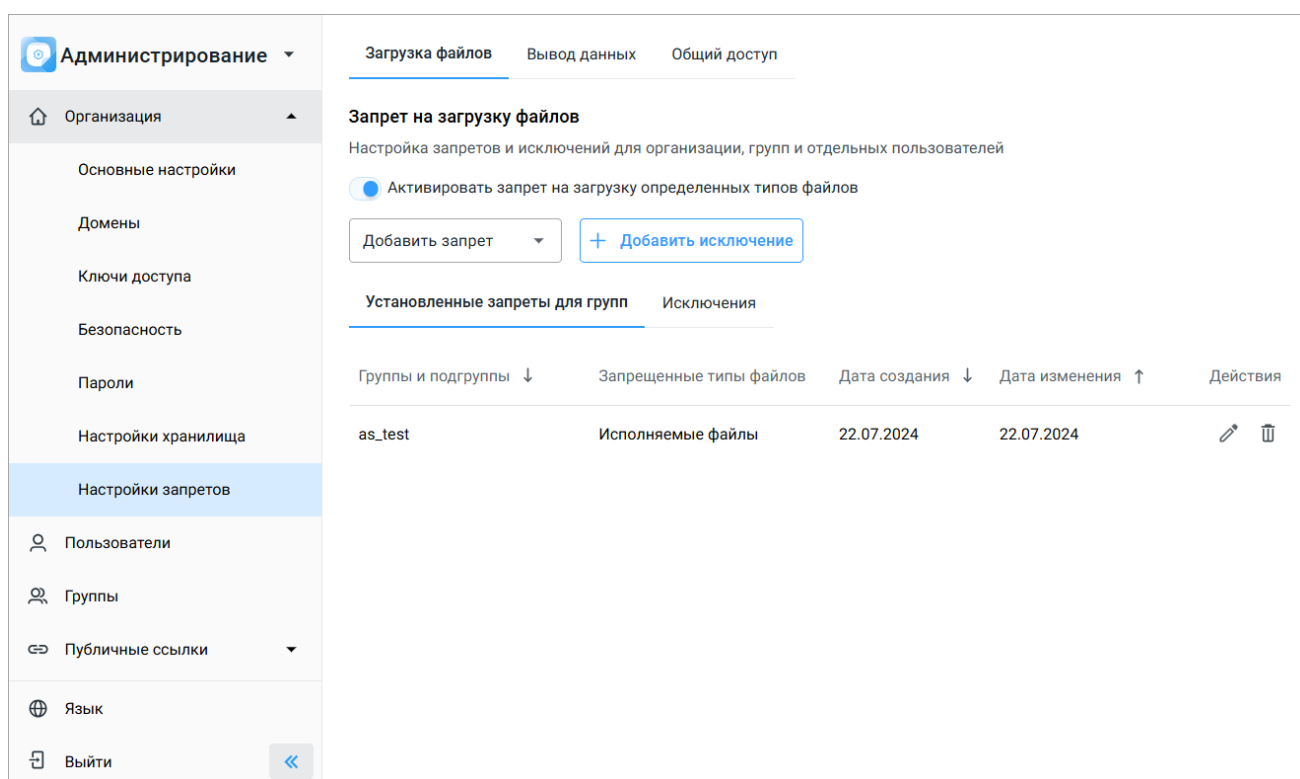 Администрирование
Организация
Основные настройки
Домены
Ключи доступа
Безопасность
Пароли
Настройки хранилища
Настройки запретов
Пользователи
Группы
Публичные ссылки
Язык
Выйти
Загрузка файлов Вывод данных Общий доступ
Запрет на загрузку файлов
Настройка запретов и исключений для организации, групп и отдельных пользователей
Активировать запрет на загрузку определенных типов файлов
Добавить запрет Добавить исключение
Установленные запреты для групп Исключения
Группы и подгруппы Запрещенные типы файлов Дата создания Дата изменения Действия
as_test Исполняемые файлы 22.07.2024 22.07.2024